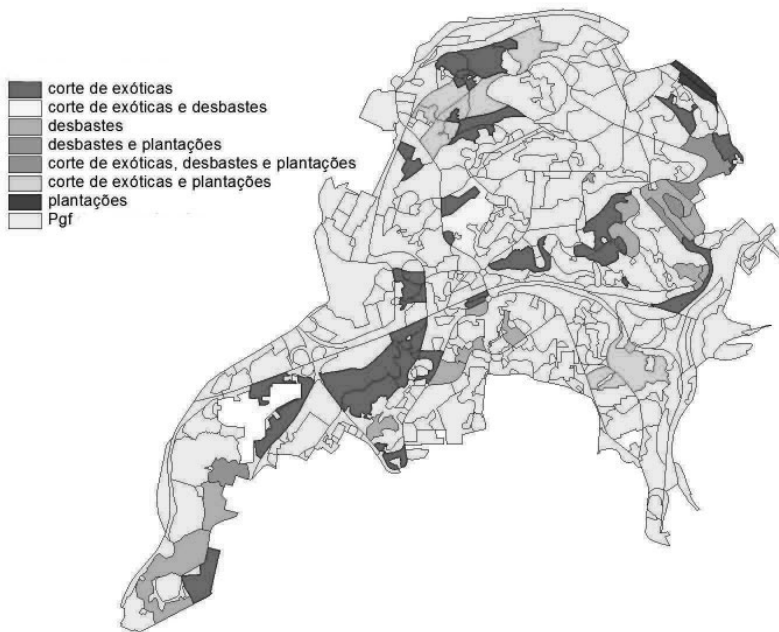 corte de exóticas
corte de exóticas e desbastes
desbastes
desbastes e plantações
corte de exóticas, desbastes e plantações
corte de exóticas e plantações
plantações
Pgf